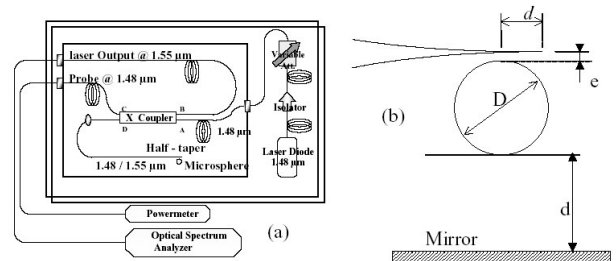 laser Output @ 1.55 µm
Probe @ 1.48 µm
Variable
Att.
Isolator
C B
X Coupler
D A
1.48 µm
Laser Diode
1.48 µm
Half - taper
1.48 / 1.55 µm Microsphere
Powermeter
Optical Spectrum
Analyzer
(a)
d
e
D
(b)
d
Mirror